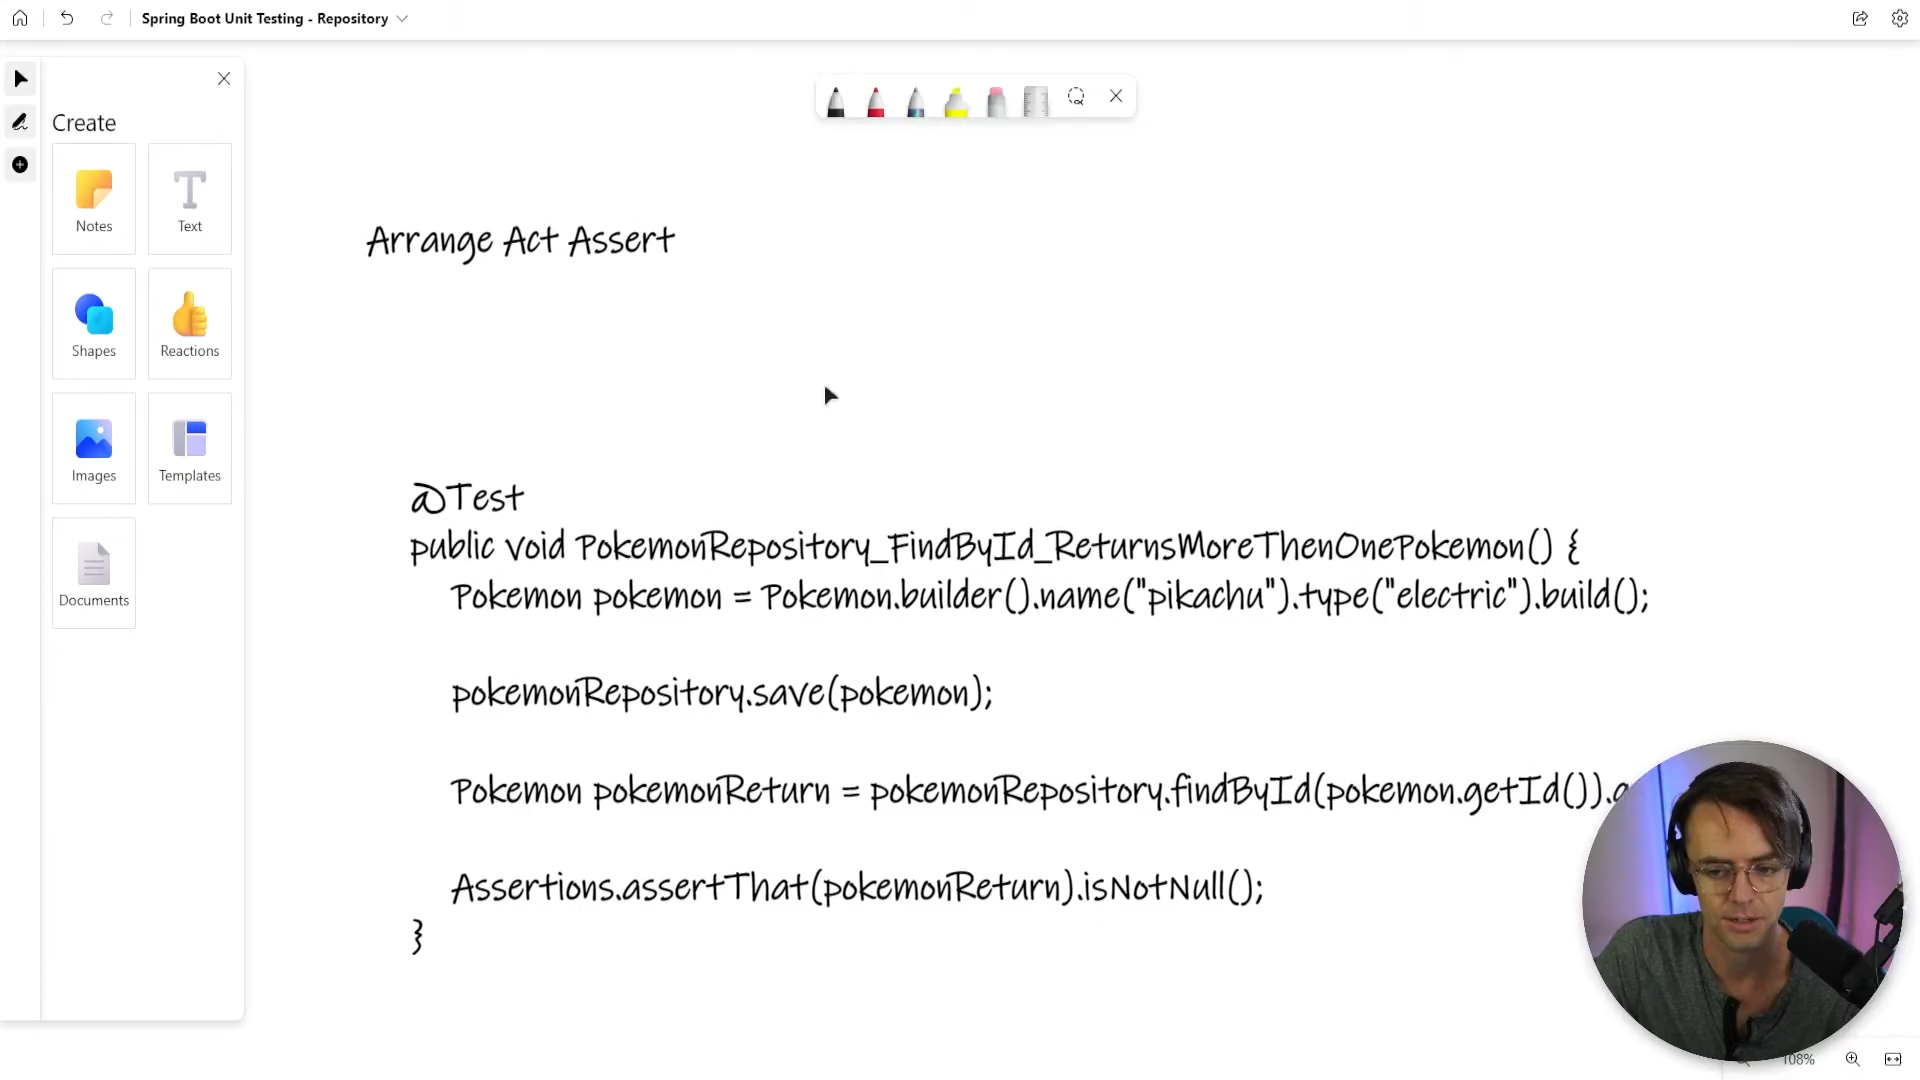 Spring Boot Unit Testing - Repository
Create
Notes
Text
Shapes
Reactions
Images
Templates
Documents
Arrange Act Assert
@Test
public void PokemonRepository_FindById_ReturnsMoreThenOnePokemon() {
Pokemon pokemon = Pokemon.builder().name("pikachu").type("electric").build();
pokemonRepository.save(pokemon);
Pokemon pokemonReturn = pokemonRepository.findById(pokemon.getId()).
Assertions.assertThat(pokemonReturn).isNotNull();
}
108%